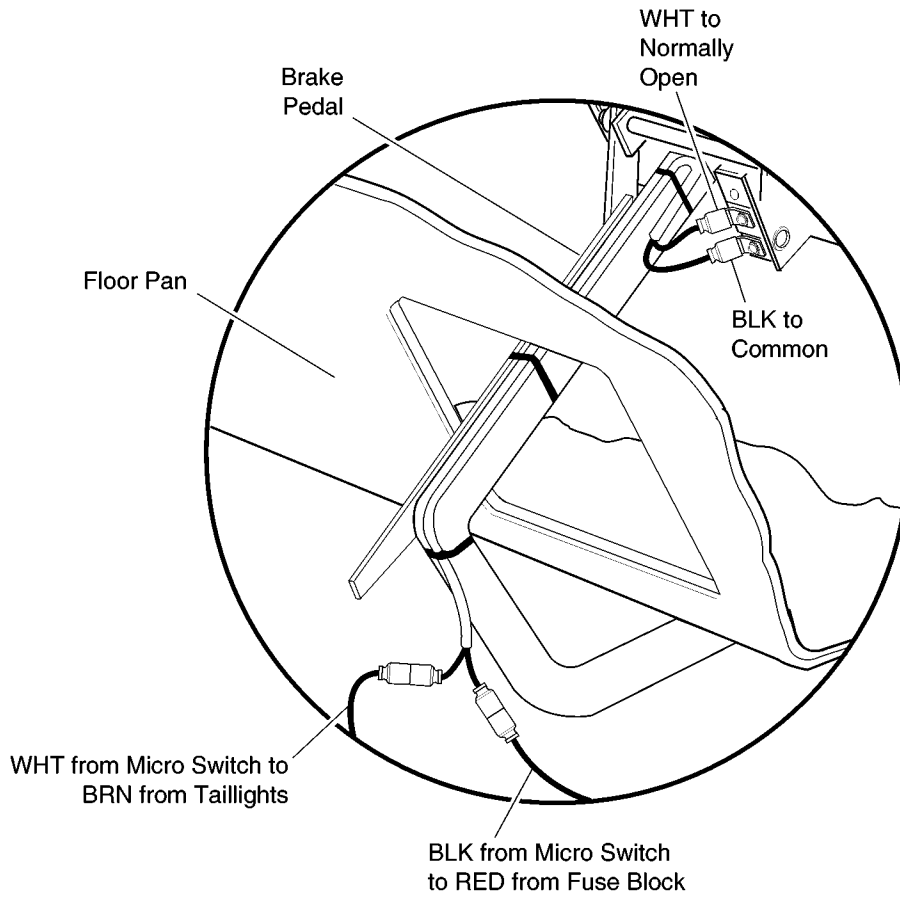 WHT to
Normally
Open
Brake
Pedal
Floor Pan
BLK to
Common
WHT from Micro Switch to
BRN from Taillights
BLK from Micro Switch
to RED from Fuse Block